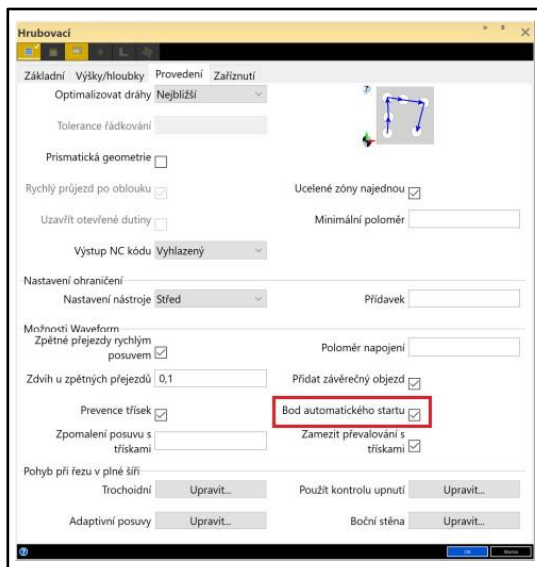 Hrubovací
Základní Výšky/hloubky Provedení Zaříznutí
Optimalizovat dráhy Nejbližší
Tolerance řádkování
Prismatická geometrie
Rychlý průjezd po oblouku Ucelené zóny najednou
Uzavřít otevřené dutiny Minimální poloměr
Výstup NC kódu Vyhlazený
Nastavení ohraničení
Nastavení nástroje Střed Přídavek
Možnosti Waveform
Zpětné přejezdy rychlým
posuvem Poloměr napojení
Zdvih u zpětných přejezdů 0,1 Přidat závěrečný objezd
Prevence třísek Bod automatického startu
Zpomalení posuvu s
třískami Zamezit převalování s
třískami
Pohyb při řezu v plné šíři
Trochoidní Upravit... Použít kontrolu upnutí Upravit...
Adaptivní posuvy Upravit... Boční stěna Upravit...
OK Storno